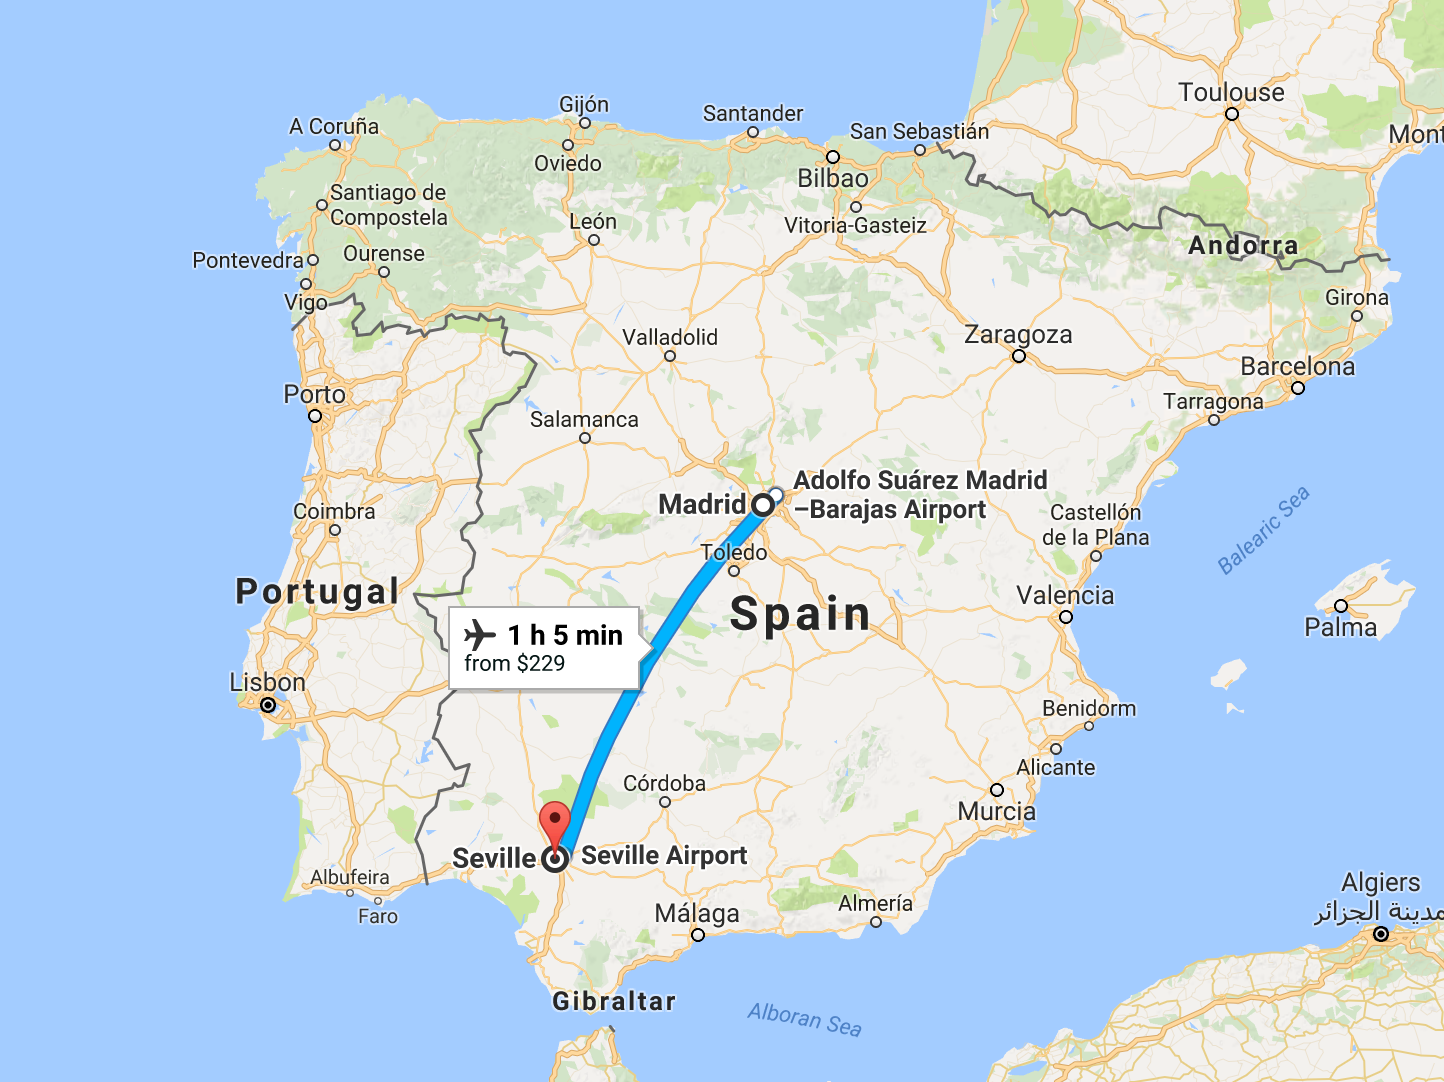 Toulouse
Mont
Gijón
Santander
A Coruña
San Sebastián
Oviedo
Bilbao
Santiago de
Compostela
León
Vitoria-Gasteiz
Andorra
Pontevedra
Ourense
Vigo
Girona
Valladolid
Zaragoza
Barcelona
Porto
Tarragona
Salamanca
Adolfo Suárez Madrid
–Barajas Airport
Madrid
Coimbra
Castellón
de la Plana
Balearic Sea
Toledo
Portugal
Spain
Valencia
Palma
1 h 5 min
from $229
Lisbon
Benidorm
Alicante
Córdoba
Murcia
Seville
Seville Airport
Albufeira
Faro
Málaga
Almería
Algiers
مدينة الجزائر
Gibraltar
Alboran Sea